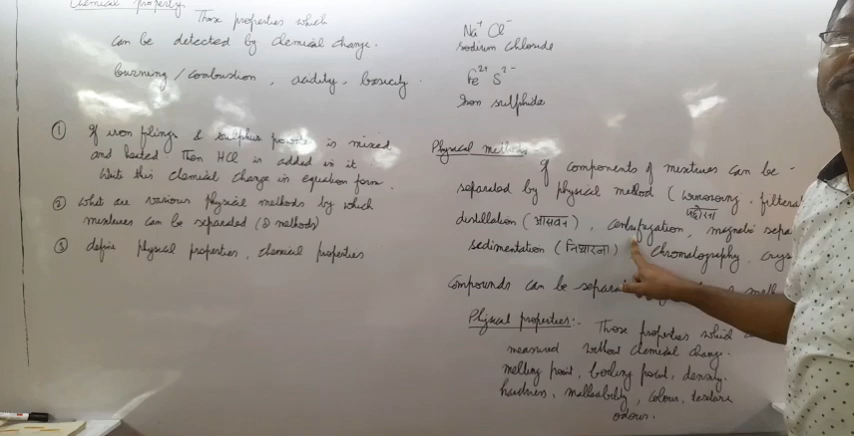 Chemical Property
Those properties which
can be detected by chemical change.
burning / combustion, acidity, basicity.
① If iron filings & sulphur powder is mixed
and heated. Then HCl is added in it.
Write this chemical change in equation form.
② What are various physical methods by which
mixtures can be separated (8 methods)
③ define physical properties, chemical properties
Na⁺ Cl⁻
Sodium chloride
Fe²⁺ S²⁻
Iron sulphide
Physical methods
If components of mixtures can be
separated by physical method (winnowing, filtera
distillation (आसवन), centrifugation, magnetic sepa
sedimentation (निथारना) Chromatography, crys
Compounds can be separa
Physical properties:- Those properties which
measured without chemical change.
melting point, boiling point, density
hardness, malleability, colour, texture
odour.